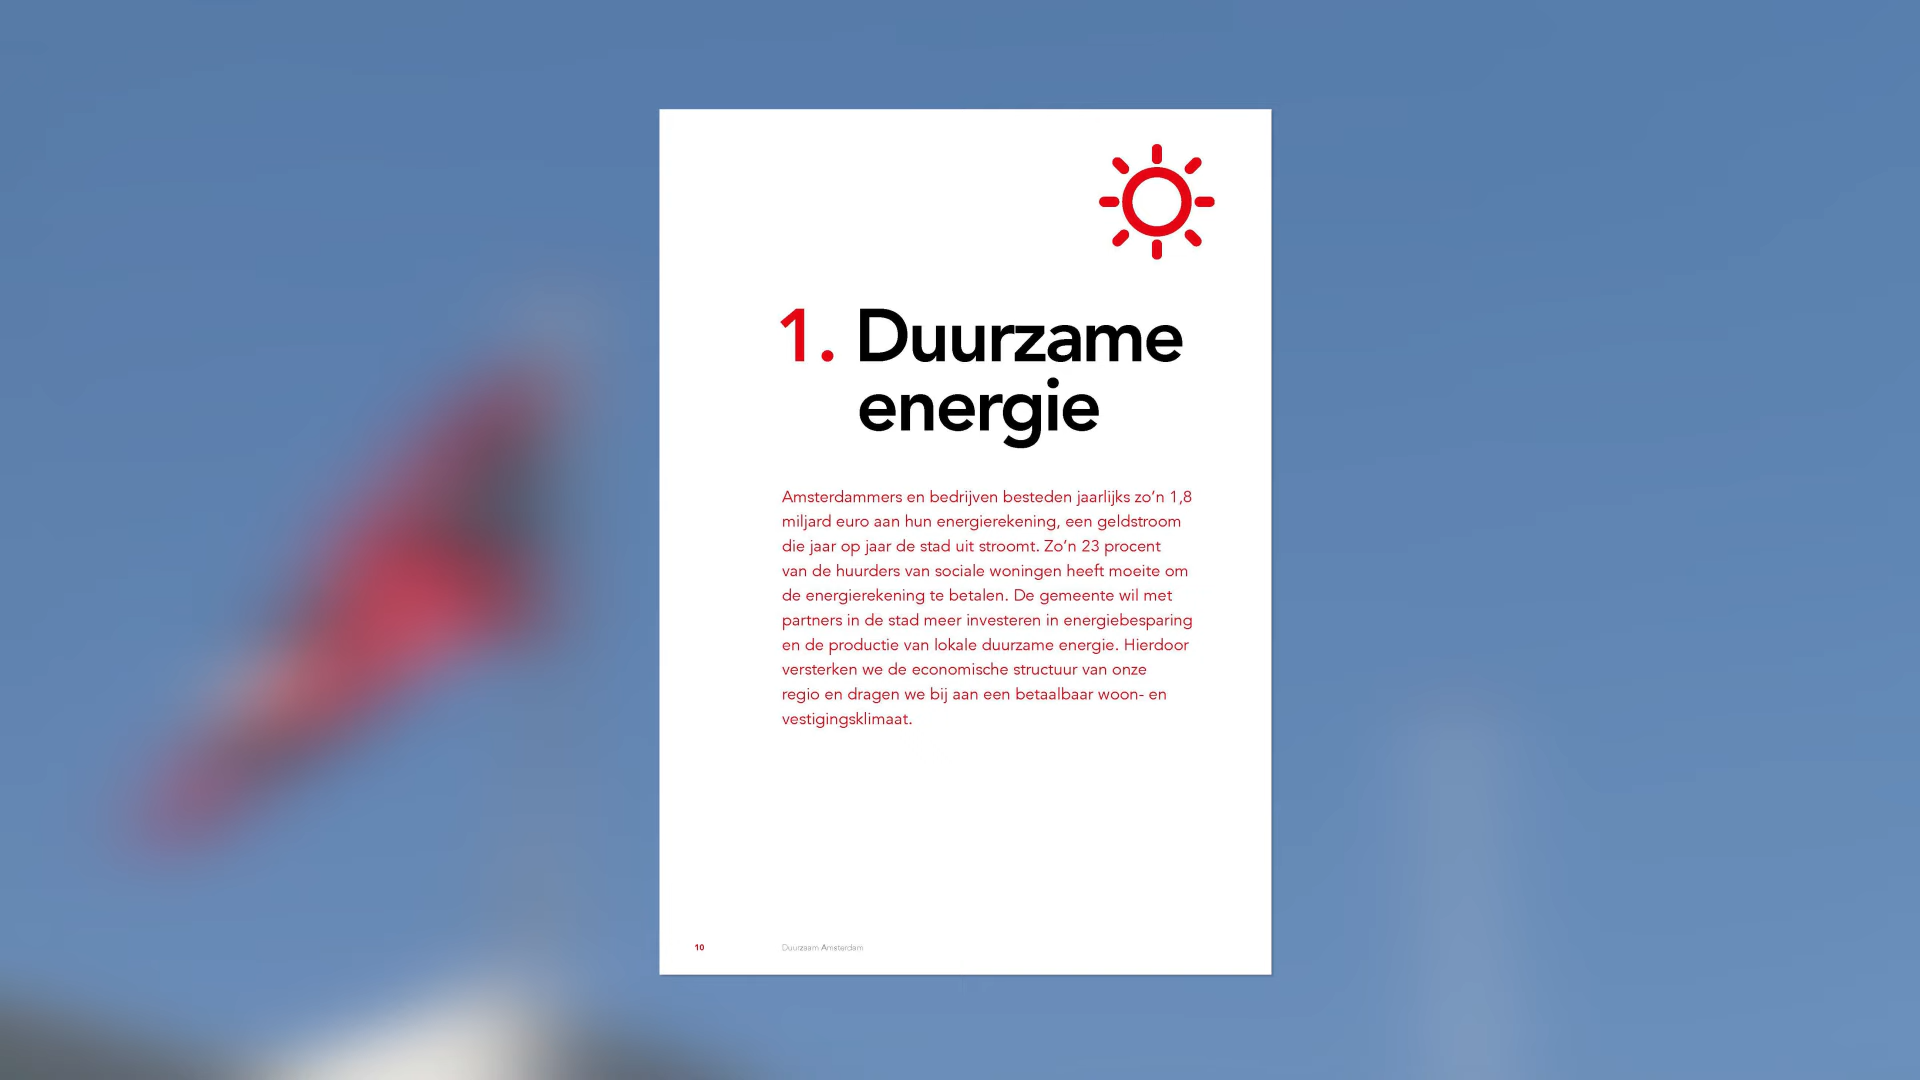 1. Duurzame
energie
Amsterdammers en bedrijven besteden jaarlijks zo’n 1,8
miljard euro aan hun energierekening, een geldstroom
die jaar op jaar de stad uit stroomt. Zo’n 23 procent
van de huurders van sociale woningen heeft moeite om
de energierekening te betalen. De gemeente wil met
partners in de stad meer investeren in energiebesparing
en de productie van lokale duurzame energie. Hierdoor
versterken we de economische structuur van onze
regio en dragen we bij aan een betaalbaar woon- en
vestigingsklimaat.
10 Duurzaam Amsterdam